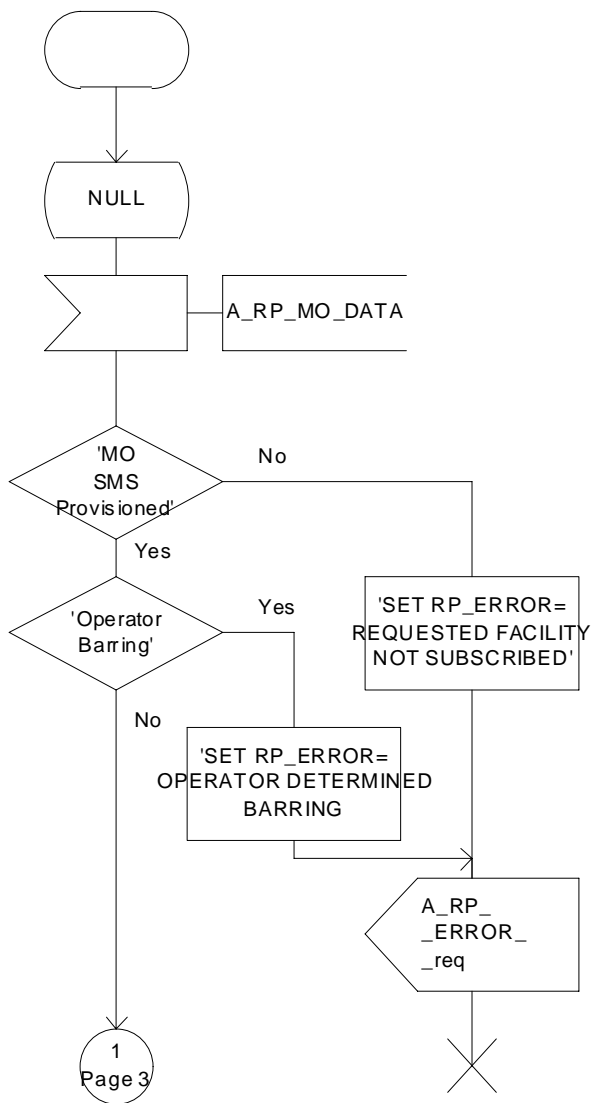 NULL
A_RP_MO_DATA
'MO
SMS
Provisioned'
No
Yes
'Operator
Barring'
Yes
'SET RP_ERROR=
REQUESTED FACILITY
NOT SUBSCRIBED'
No
'SET RP_ERROR=
OPERATOR DETERMINED
BARRING
A_RP_
_ERROR_
_req
1
Page 3